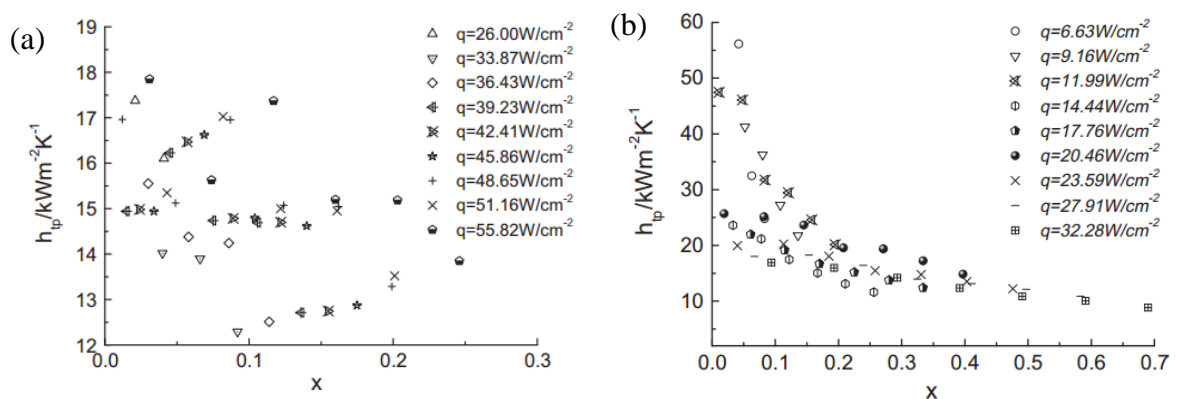 (a)
19
18
17
16
15
14
13
12
h_tp/kWm^-2K^-1
0.0
0.1
0.2
0.3
x
q=26.00W/cm^-2
q=33.87W/cm^-2
q=36.43W/cm^-2
q=39.23W/cm^-2
q=42.41W/cm^-2
q=45.86W/cm^-2
q=48.65W/cm^-2
q=51.16W/cm^-2
q=55.82W/cm^-2
(b)
60
50
40
30
20
10
h_tp/kWm^-2K^-1
0.0
0.1
0.2
0.3
0.4
0.5
0.6
0.7
x
q=6.63W/cm^-2
q=9.16W/cm^-2
q=11.99W/cm^-2
q=14.44W/cm^-2
q=17.76W/cm^-2
q=20.46W/cm^-2
q=23.59W/cm^-2
q=27.91W/cm^-2
q=32.28W/cm^-2